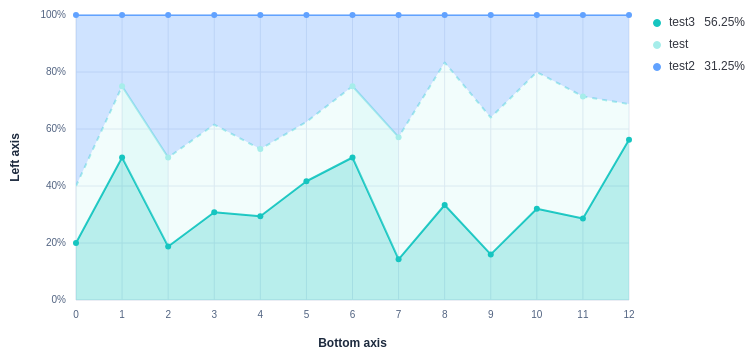 100%
80%
60%
40%
20%
0%
Left axis
0 1 2 3 4 5 6 7 8 9 10 11 12
Bottom axis
test3 56.25%
test
test2 31.25%